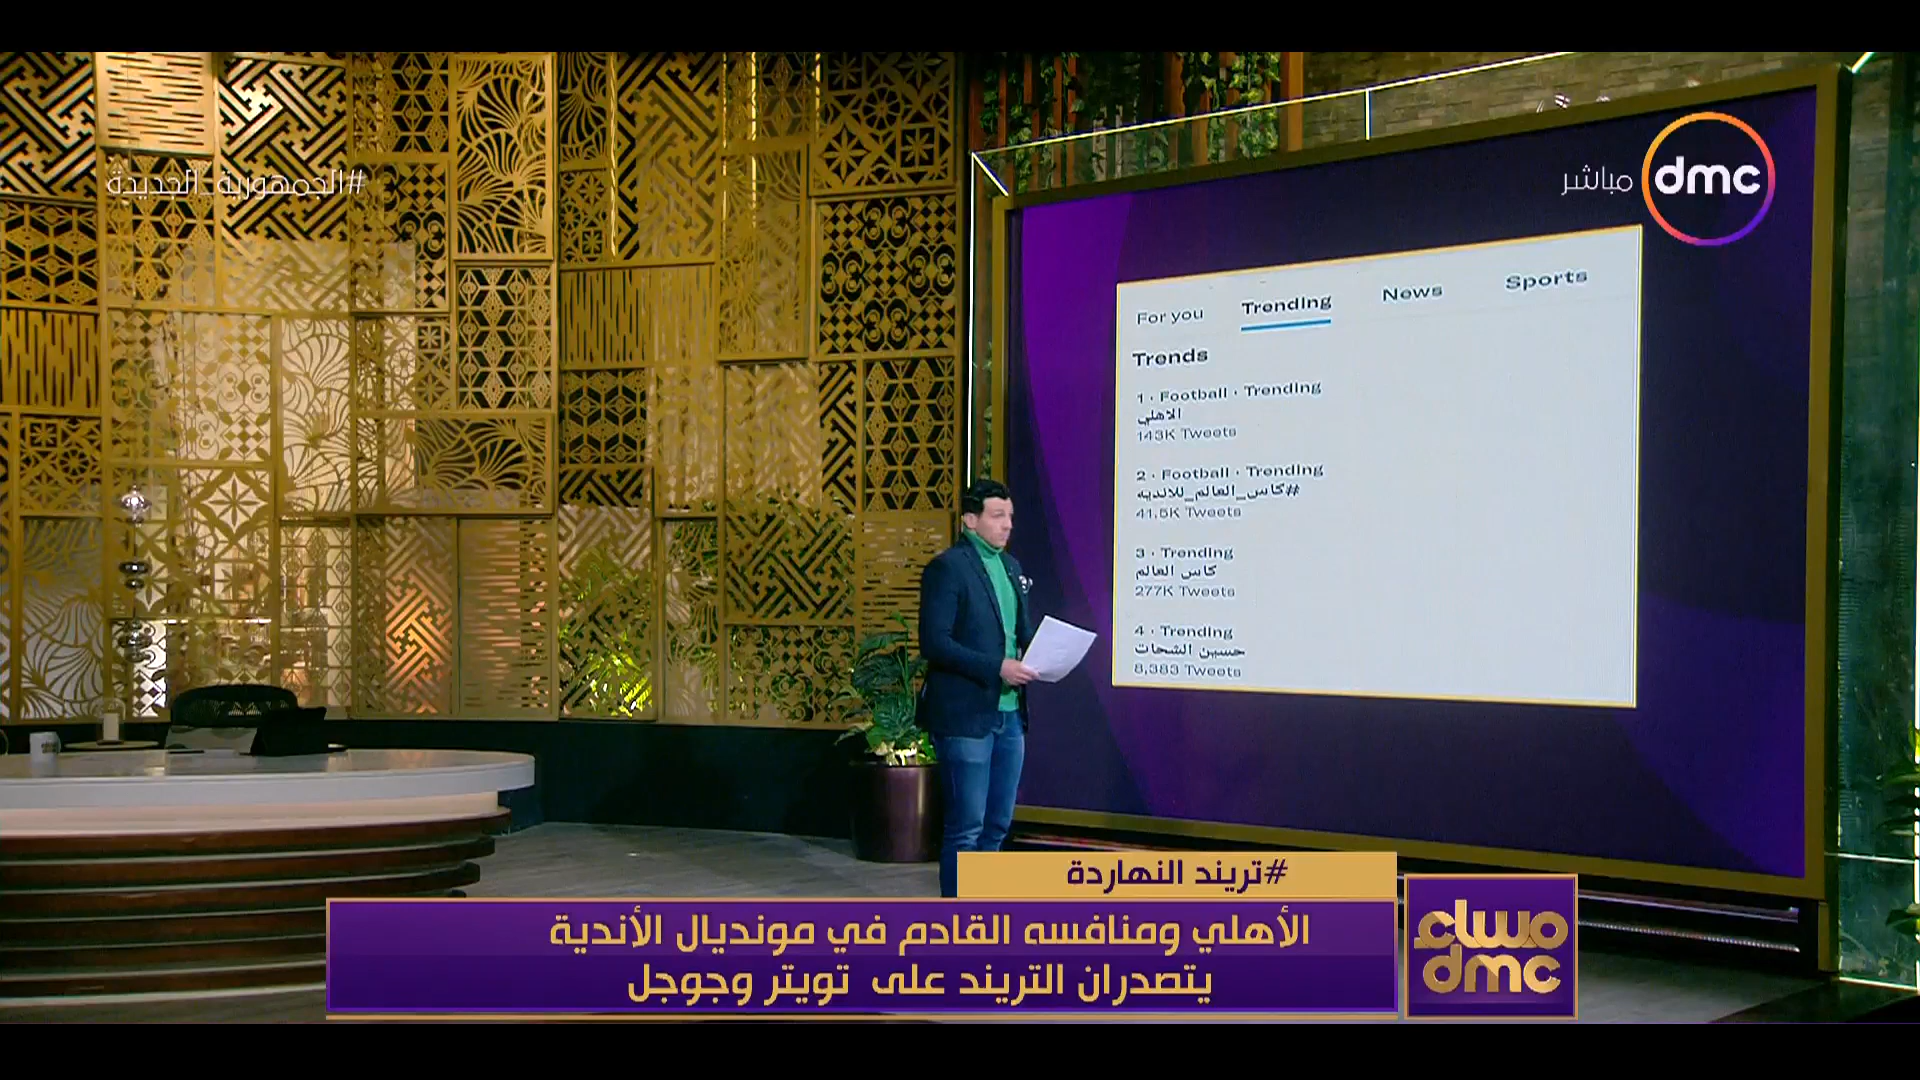 #الجمهورية_الجديدة
مباشر
dmc
For you
Trending
News
Sports
Trends
1 · Football · Trending
الاهلي
143K Tweets
2 · Football · Trending
#كاس_العالم_للانديه
41.5K Tweets
3 · Trending
كاس العالم
277K Tweets
4 · Trending
حسين الشحات
8,383 Tweets
#تريند النهاردة
الأهلي ومنافسه القادم في مونديال الأندية
يتصدران التريند على تويتر وجوجل
مساء
dmc